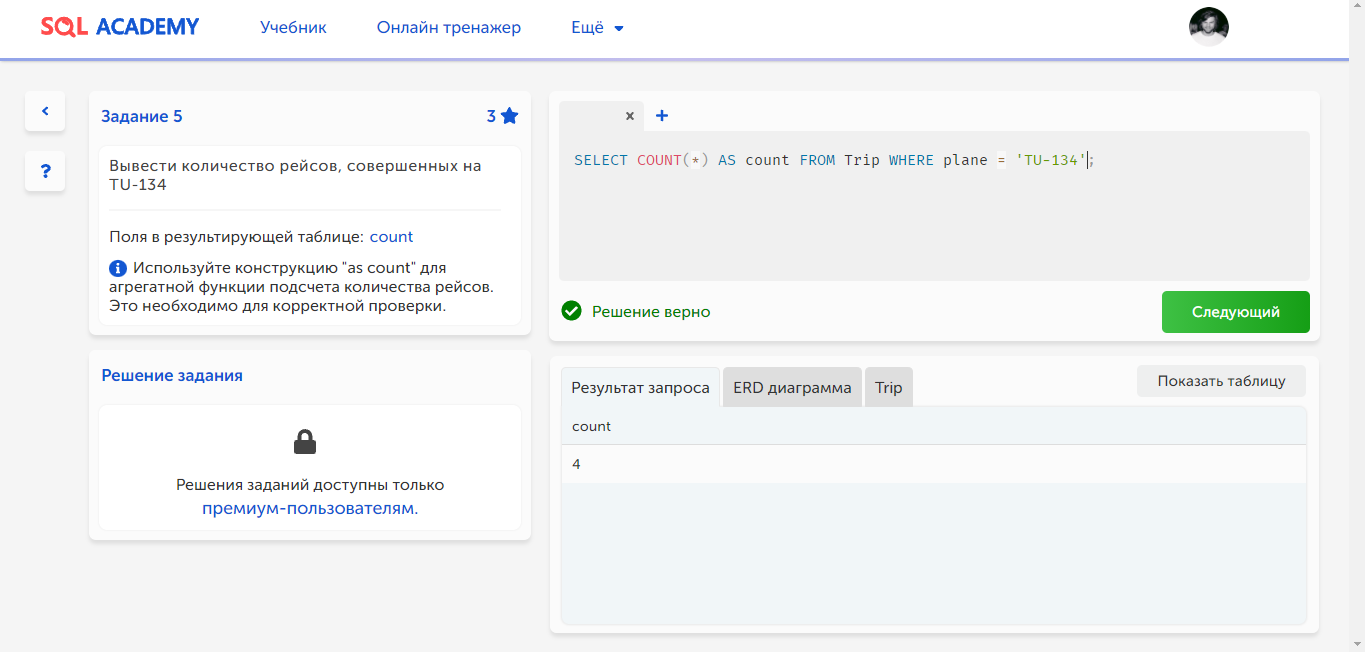 SQL ACADEMY
Учебник
Онлайн тренажер
Ещё
Задание 5
3
Вывести количество рейсов, совершенных на
TU-134
Поля в результирующей таблице: count
Используйте конструкцию "as count" для
агрегатной функции подсчета количества рейсов.
Это необходимо для корректной проверки.
Решение задания
Решения заданий доступны только
премиум-пользователям.
SELECT COUNT(*) AS count FROM Trip WHERE plane = 'TU-134';
Решение верно
Следующий
Результат запроса
ERD диаграмма
Trip
Показать таблицу
count
4